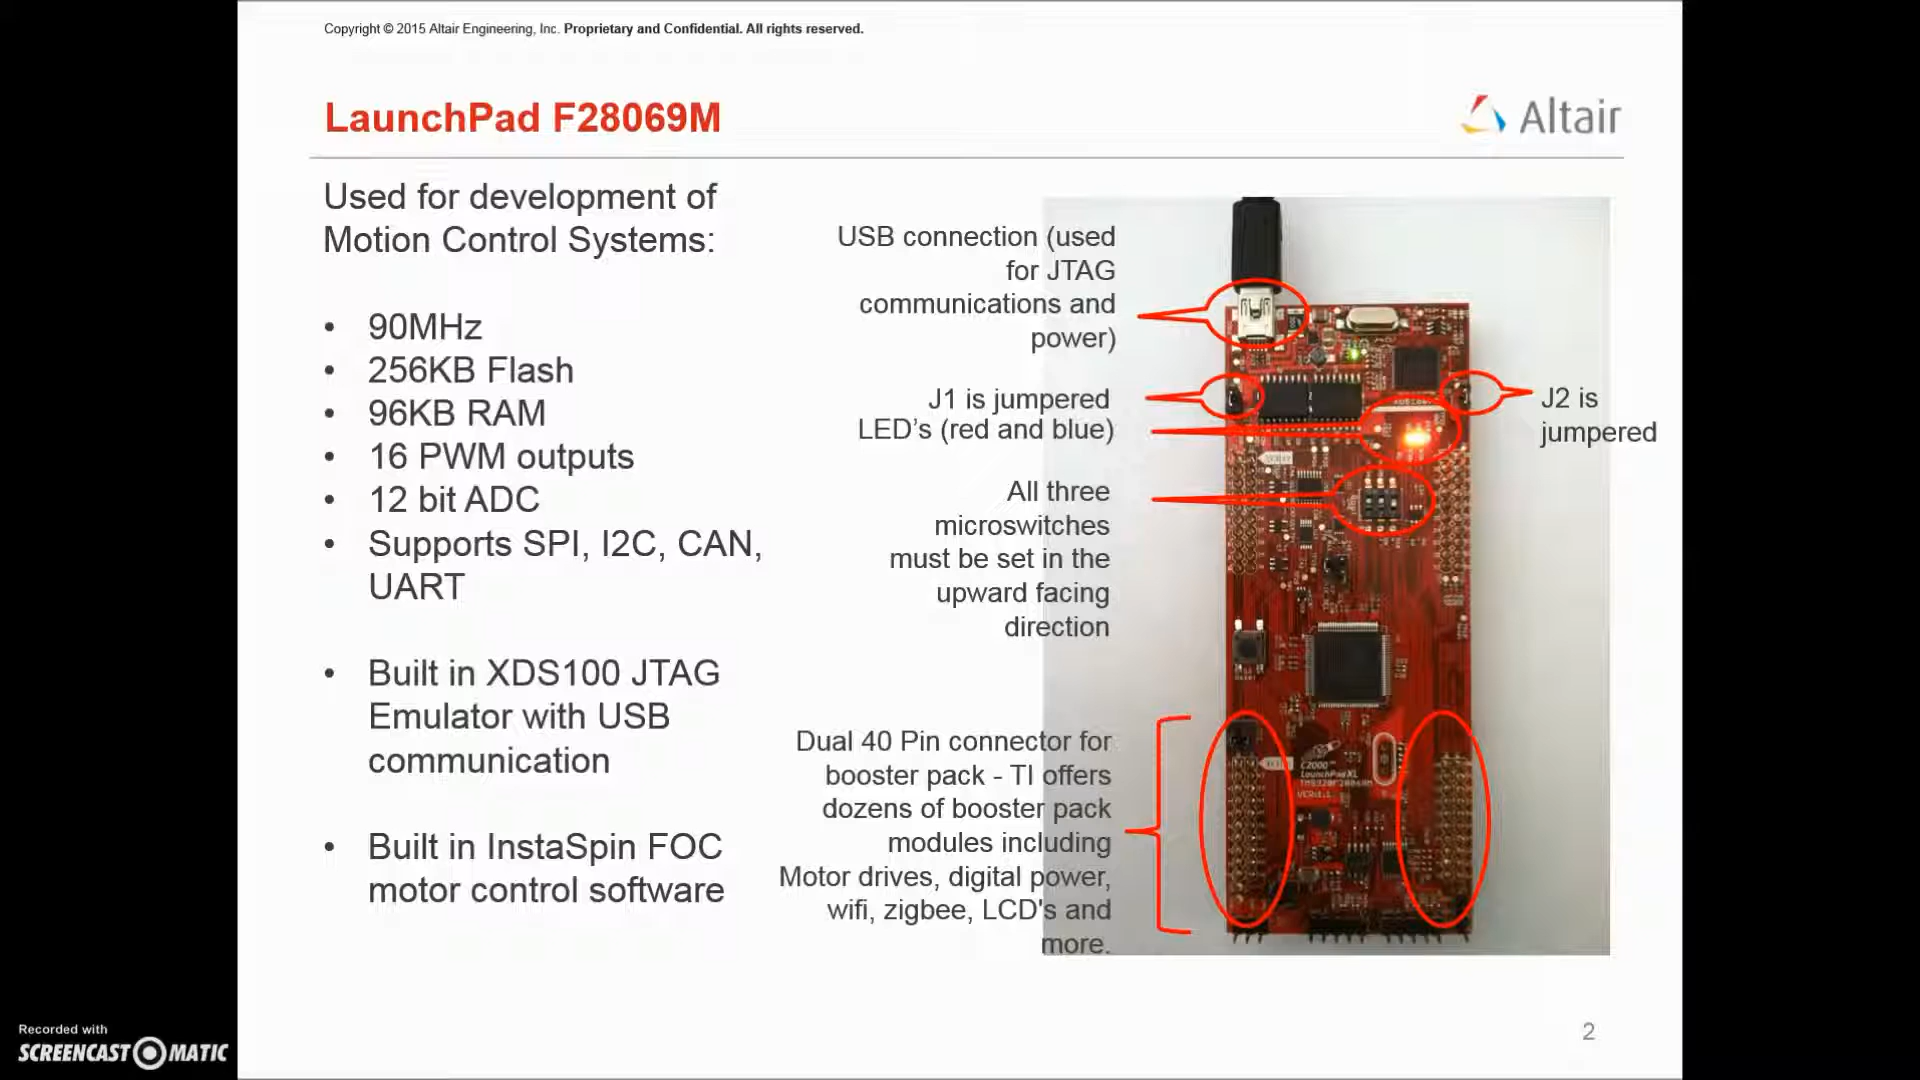 Copyright © 2015 Altair Engineering, Inc. Proprietary and Confidential. All rights reserved.
LaunchPad F28069M
Altair
Used for development of
Motion Control Systems:
• 90MHz
• 256KB Flash
• 96KB RAM
• 16 PWM outputs
• 12 bit ADC
• Supports SPI, I2C, CAN,
UART
• Built in XDS100 JTAG
Emulator with USB
communication
• Built in InstaSpin FOC
motor control software
USB connection (used
for JTAG
communications and
power)
J1 is jumpered
LED’s (red and blue)
J2 is
jumpered
All three
microswitches
must be set in the
upward facing
direction
Dual 40 Pin connector for
booster pack - TI offers
dozens of booster pack
modules including
Motor drives, digital power,
wifi, zigbee, LCD's and
more.
C2000
LaunchPadXL
2
Recorded with
SCREENCAST MATIC